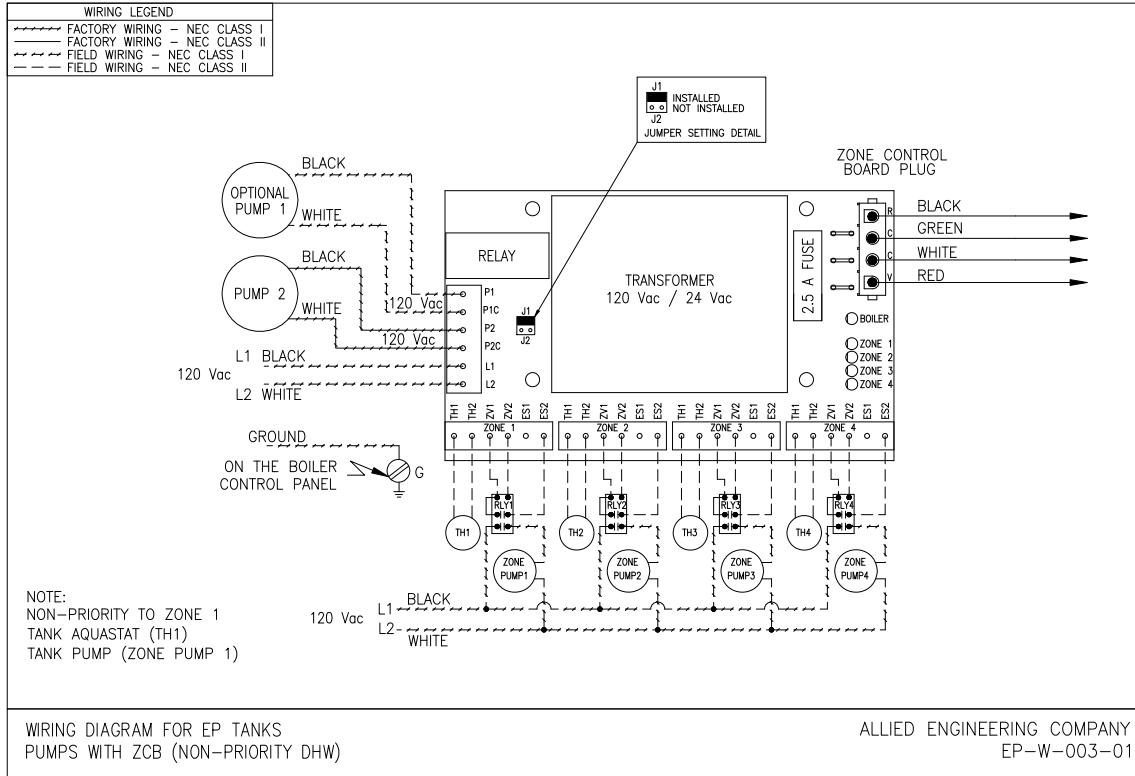 WIRING LEGEND
FACTORY WIRING – NEC CLASS I
FACTORY WIRING – NEC CLASS II
FIELD WIRING – NEC CLASS I
FIELD WIRING – NEC CLASS II
J1
INSTALLED
NOT INSTALLED
J2
JUMPER SETTING DETAIL
ZONE CONTROL
BOARD PLUG
OPTIONAL
PUMP 1
BLACK
WHITE
PUMP 2
BLACK
WHITE
120 Vac
120 Vac
L1 BLACK
120 Vac
L2 WHITE
GROUND
ON THE BOILER
CONTROL PANEL
G
RELAY
P1
P1C
P2
P2C
L1
L2
J1
J2
TRANSFORMER
120 Vac / 24 Vac
2.5 A FUSE
R
C
C
V
BLACK
GREEN
WHITE
RED
BOILER
ZONE 1
ZONE 2
ZONE 3
ZONE 4
TH1 TH2 ZV1 ZV2 ES1 ES2
TH1 TH2 ZV1 ZV2 ES1 ES2
TH1 TH2 ZV1 ZV2 ES1 ES2
TH1 TH2 ZV1 ZV2 ES1 ES2
ZONE 1
ZONE 2
ZONE 3
ZONE 4
RLY1
RLY2
RLY3
RLY4
TH1
TH2
TH3
TH4
ZONE
PUMP1
ZONE
PUMP2
ZONE
PUMP3
ZONE
PUMP4
120 Vac
L1
BLACK
L2
WHITE
NOTE:
NON–PRIORITY TO ZONE 1
TANK AQUASTAT (TH1)
TANK PUMP (ZONE PUMP 1)
WIRING DIAGRAM FOR EP TANKS
PUMPS WITH ZCB (NON–PRIORITY DHW)
ALLIED ENGINEERING COMPANY
EP–W–003–01